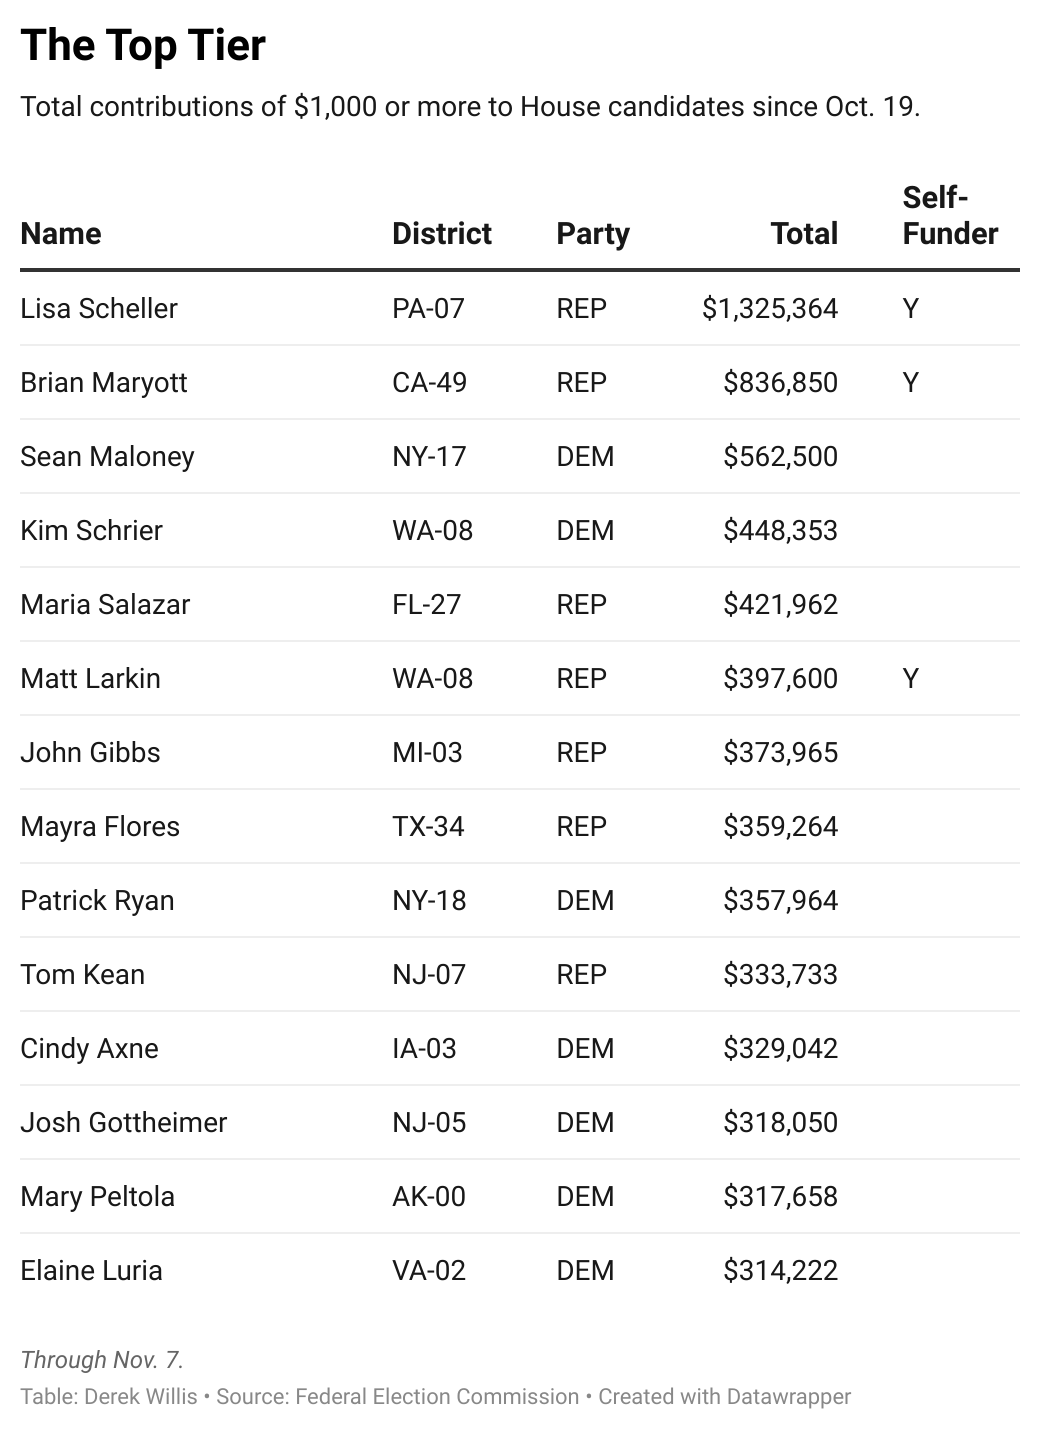 The Top Tier
Total contributions of $1,000 or more to House candidates since Oct. 19.
Name District Party Total Self-Funder
Lisa Scheller PA-07 REP $1,325,364 Y
Brian Maryott CA-49 REP $836,850 Y
Sean Maloney NY-17 DEM $562,500
Kim Schrier WA-08 DEM $448,353
Maria Salazar FL-27 REP $421,962
Matt Larkin WA-08 REP $397,600 Y
John Gibbs MI-03 REP $373,965
Mayra Flores TX-34 REP $359,264
Patrick Ryan NY-18 DEM $357,964
Tom Kean NJ-07 REP $333,733
Cindy Axne IA-03 DEM $329,042
Josh Gottheimer NJ-05 DEM $318,050
Mary Peltola AK-00 DEM $317,658
Elaine Luria VA-02 DEM $314,222
Through Nov. 7.
Table: Derek Willis • Source: Federal Election Commission • Created with Datawrapper